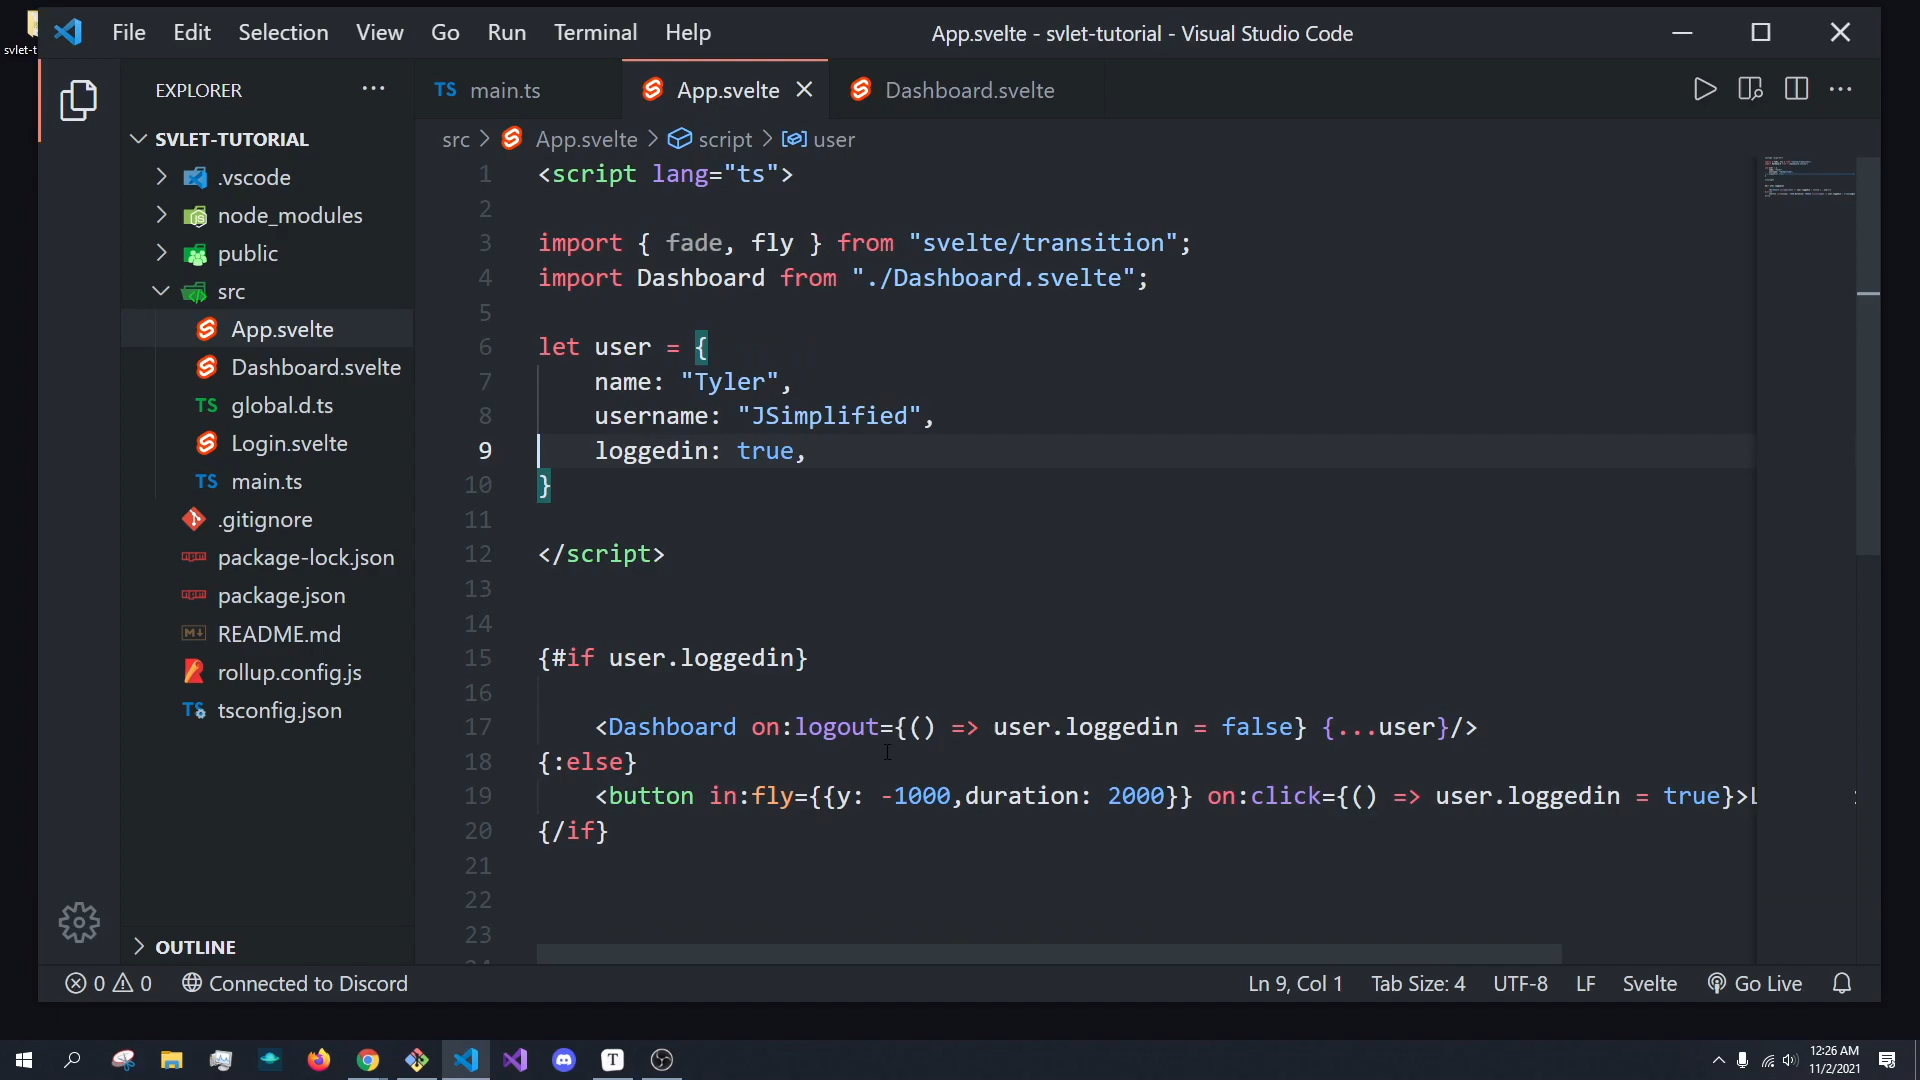 svlet-t
File Edit Selection View Go Run Terminal Help
App.svelte - svlet-tutorial - Visual Studio Code
EXPLORER
TS main.ts
App.svelte
Dashboard.svelte
src > App.svelte > script > user
SVLET-TUTORIAL
.vscode
node_modules
public
src
App.svelte
Dashboard.svelte
TS global.d.ts
Login.svelte
TS main.ts
.gitignore
package-lock.json
package.json
README.md
rollup.config.js
TS tsconfig.json
OUTLINE
1 <script lang="ts">
2
3 import { fade, fly } from "svelte/transition";
4 import Dashboard from "./Dashboard.svelte";
5
6 let user = {
7     name: "Tyler",
8     username: "JSimplified",
9     loggedin: true,
10 }
11
12 </script>
13
14
15 {#if user.loggedin}
16
17     <Dashboard on:logout={() => user.loggedin = false} {...user}/>
18 {:else}
19     <button in:fly={{y: -1000,duration: 2000}} on:click={() => user.loggedin = true}>L
20 {/if}
21
22
23
0 0 Connected to Discord
Ln 9, Col 1 Tab Size: 4 UTF-8 LF Svelte Go Live
12:26 AM
11/2/2021